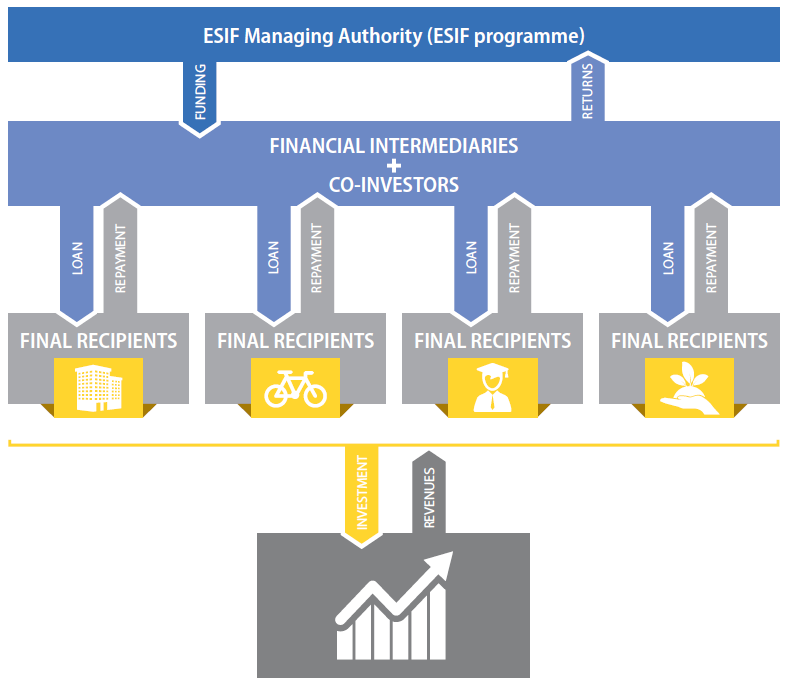 ESIF Managing Authority (ESIF programme)
FUNDING
RETURNS
FINANCIAL INTERMEDIARIES
+
CO-INVESTORS
LOAN
REPAYMENT
LOAN
REPAYMENT
LOAN
REPAYMENT
LOAN
REPAYMENT
FINAL RECIPIENTS
FINAL RECIPIENTS
FINAL RECIPIENTS
FINAL RECIPIENTS
INVESTMENT
REVENUES